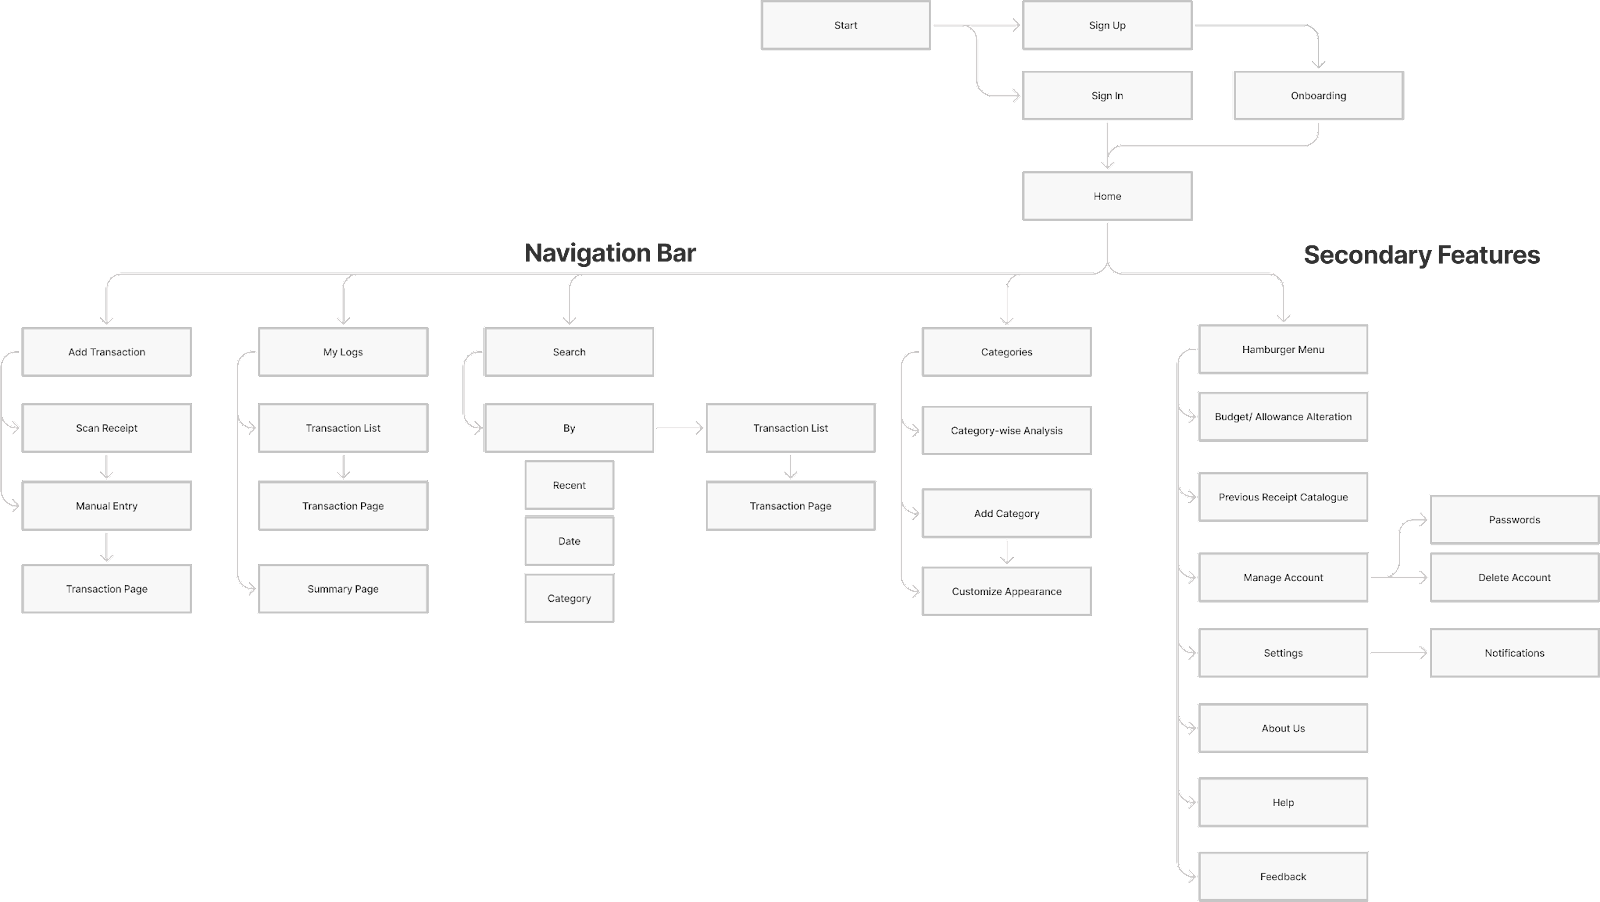 Start
Sign Up
Sign In
Onboarding
Home
Navigation Bar
Secondary Features
Add Transaction
Scan Receipt
Manual Entry
Transaction Page
My Logs
Transaction List
Transaction Page
Summary Page
Search
By
Recent
Date
Category
Transaction List
Transaction Page
Categories
Category-wise Analysis
Add Category
Customize Appearance
Hamburger Menu
Budget/ Allowance Alteration
Previous Receipt Catalogue
Manage Account
Passwords
Delete Account
Settings
Notifications
About Us
Help
Feedback